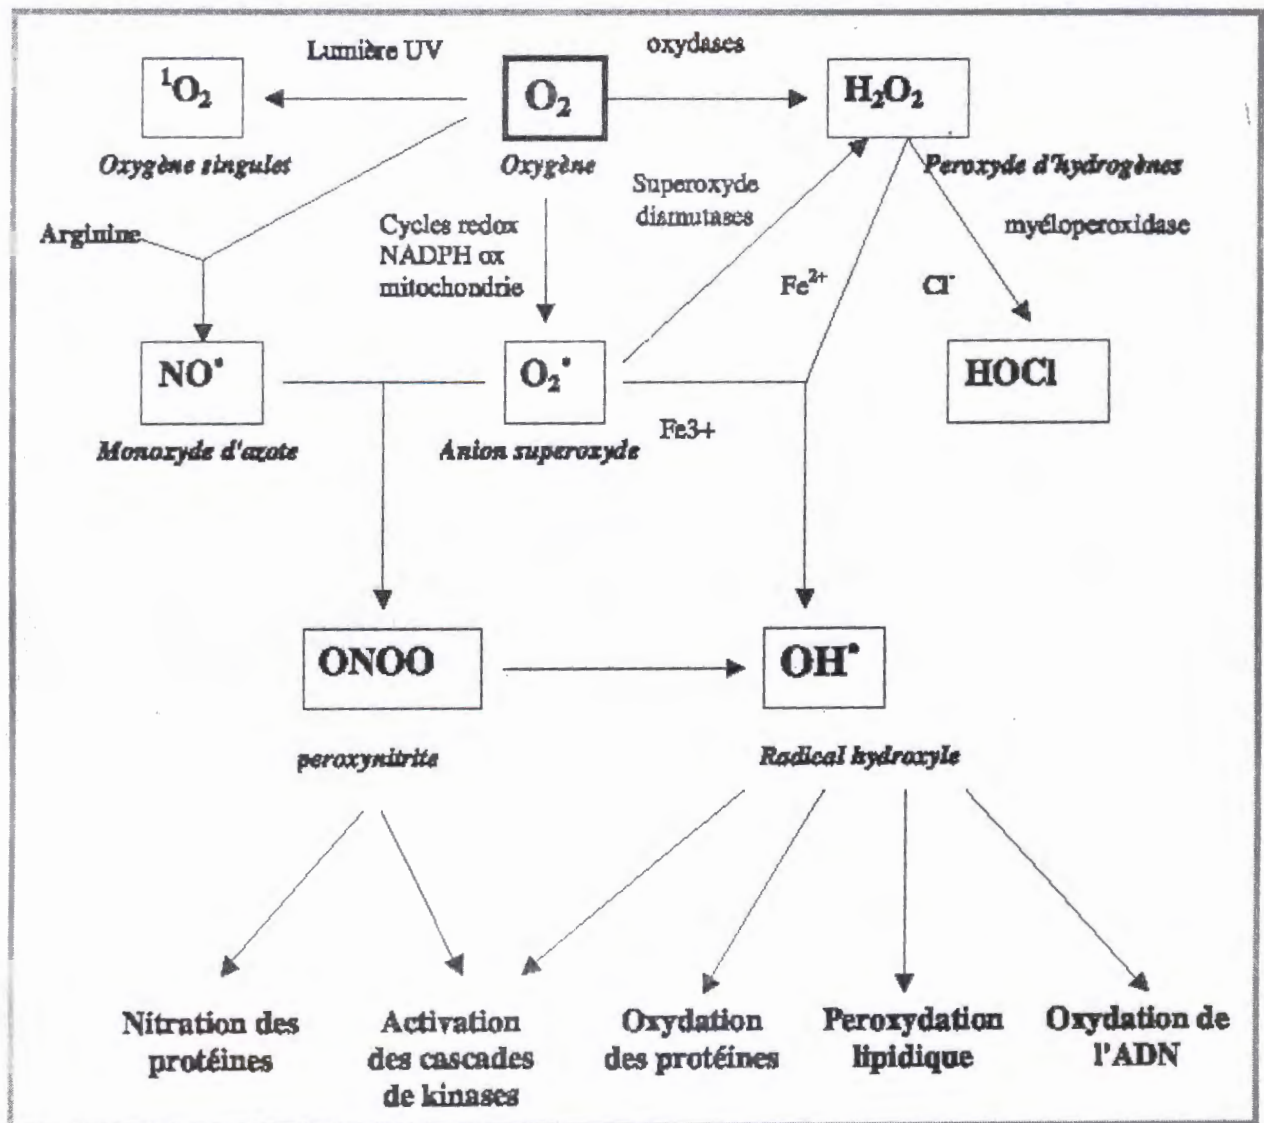 Lumière UV
oxydases
¹O₂
O₂
H₂O₂
Oxygène singulet
Oxygène
Peroxyde d'hydrogènes
Superoxyde
dismutases
Arginine
Cycles redox
NADPH ox
mitochondrie
myéloperoxidase
Fe²⁺
Cl⁻
NO•
O₂•
HOCl
Fe3+
Monoxyde d'azote
Anion superoxyde
ONOO
OH•
peroxynitrite
Radical hydroxyle
Nitration des
protéines
Activation
des cascades
de kinases
Oxydation
des protéines
Peroxydation
lipidique
Oxydation de
l'ADN